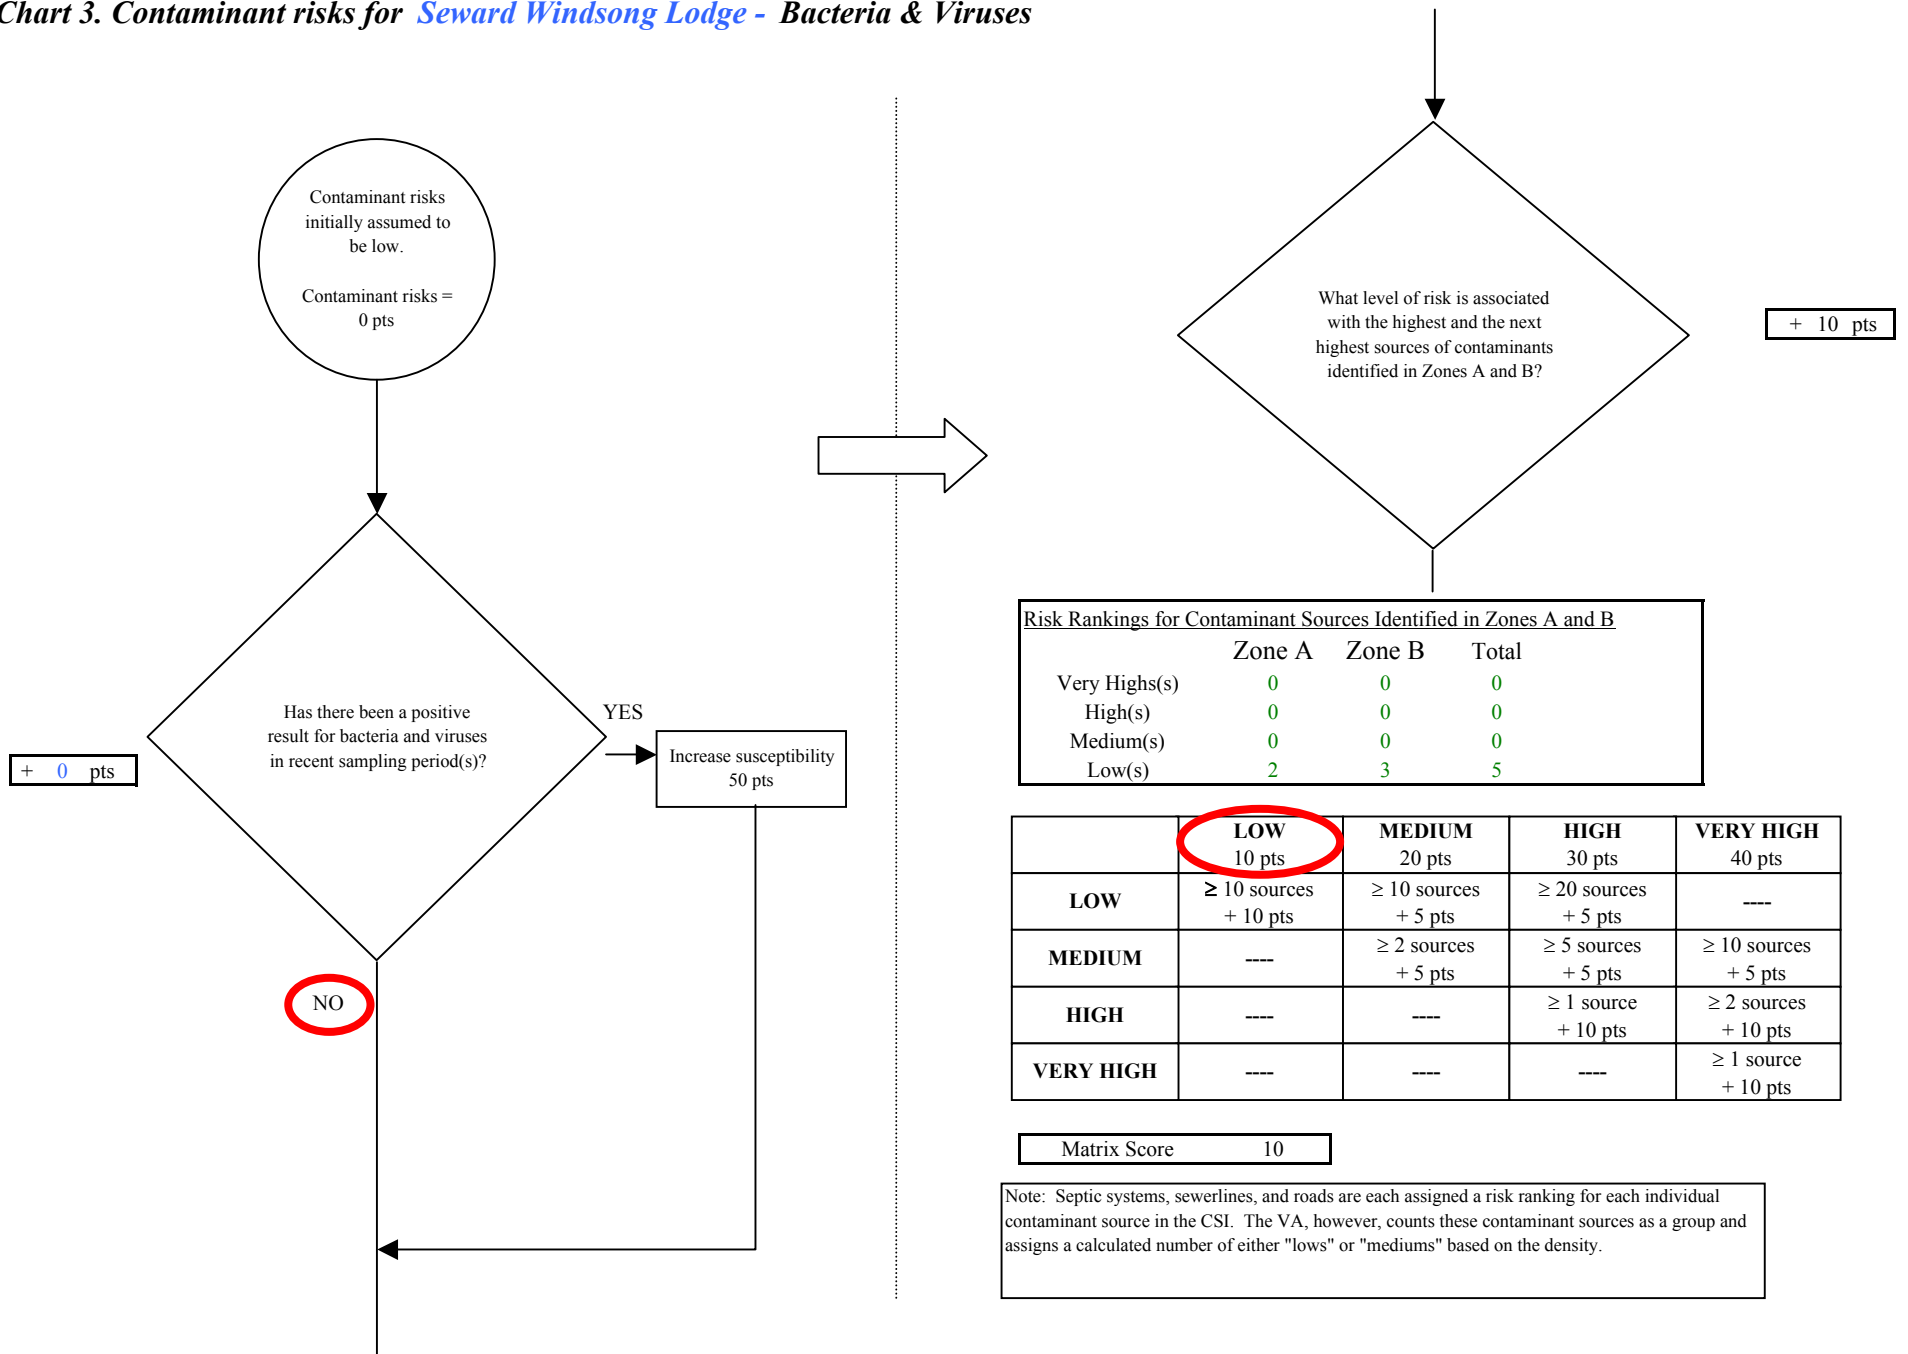 Chart 3. Contaminant risks for Seward Windsong Lodge - Bacteria & Viruses
Contaminant risks
initially assumed to
be low.
Contaminant risks =
0 pts
Has there been a positive
result for bacteria and viruses
in recent sampling period(s)?
+ 0 pts
YES
Increase susceptibility
50 pts
NO
What level of risk is associated
with the highest and the next
highest sources of contaminants
identified in Zones A and B?
+ 10 pts
Risk Rankings for Contaminant Sources Identified in Zones A and B
Zone A Zone B Total
Very Highs(s) 0 0 0
High(s) 0 0 0
Medium(s) 0 0 0
Low(s) 2 3 5
LOW MEDIUM HIGH VERY HIGH
10 pts 20 pts 30 pts 40 pts
LOW ≥ 10 sources ≥ 10 sources ≥ 20 sources ----
+ 10 pts + 5 pts + 5 pts
MEDIUM ---- ≥ 2 sources ≥ 5 sources ≥ 10 sources
+ 5 pts + 5 pts + 5 pts
HIGH ---- ---- ≥ 1 source ≥ 2 sources
+ 10 pts + 10 pts
VERY HIGH ---- ---- ---- ≥ 1 source
+ 10 pts
Matrix Score 10
Note: Septic systems, sewerlines, and roads are each assigned a risk ranking for each individual
contaminant source in the CSI. The VA, however, counts these contaminant sources as a group and
assigns a calculated number of either "lows" or "mediums" based on the density.